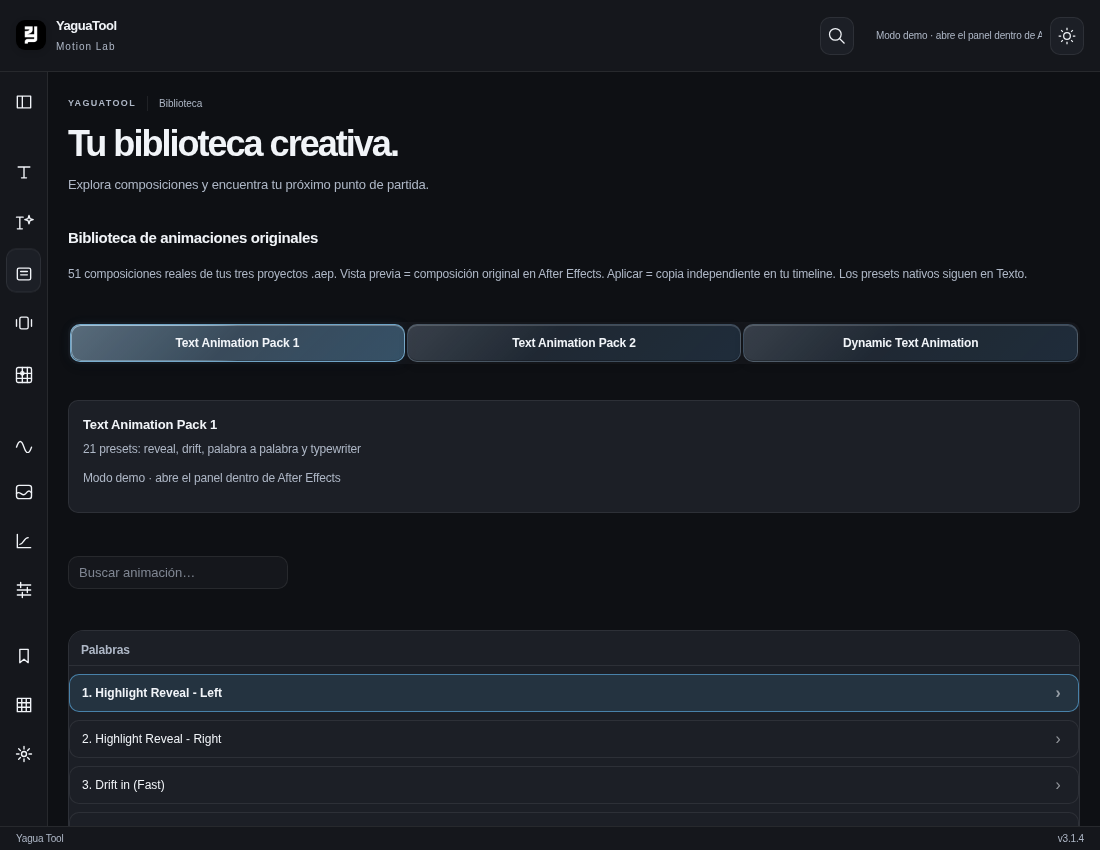 YaguaTool
Motion Lab
Modo demo · abre el panel dentro de A
YAGUATOOL
Biblioteca
Tu biblioteca creativa.
Explora composiciones y encuentra tu próximo punto de partida.
Biblioteca de animaciones originales
51 composiciones reales de tus tres proyectos .aep. Vista previa = composición original en After Effects. Aplicar = copia independiente en tu timeline. Los presets nativos siguen en Texto.
Text Animation Pack 1
Text Animation Pack 2
Dynamic Text Animation
Text Animation Pack 1
21 presets: reveal, drift, palabra a palabra y typewriter
Modo demo · abre el panel dentro de After Effects
Buscar animación…
Palabras
1. Highlight Reveal - Left
2. Highlight Reveal - Right
3. Drift in (Fast)
Yagua Tool
v3.1.4